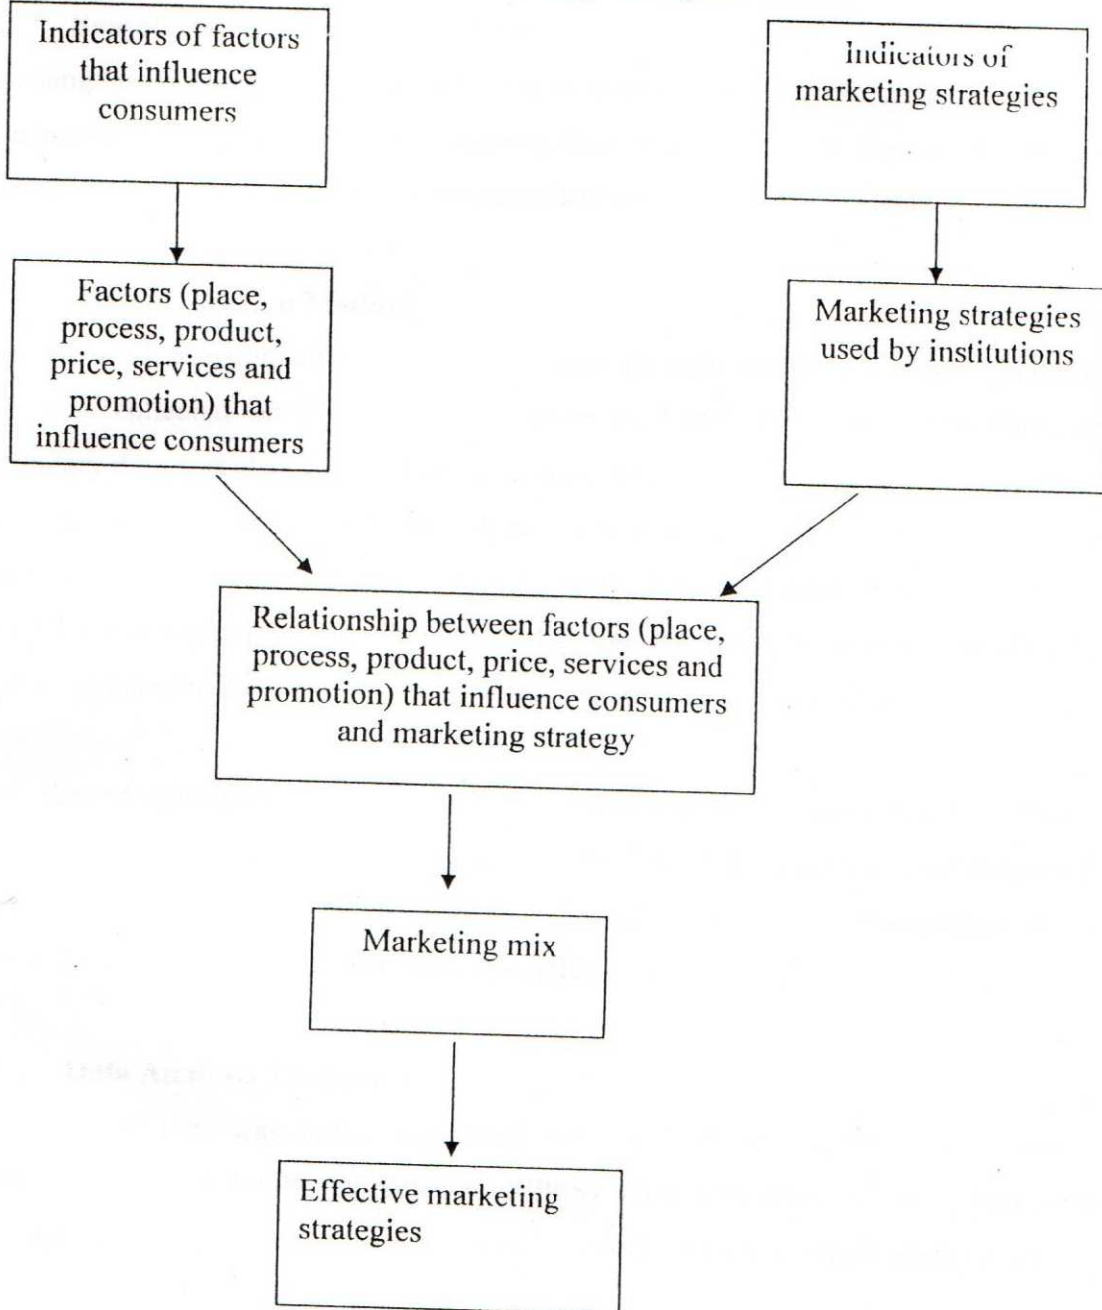 Indicators of factors
that influence
consumers
Indicators of
marketing strategies
Factors (place,
process, product,
price, services and
promotion) that
influence consumers
Marketing strategies
used by institutions
Relationship between factors (place,
process, product, price, services and
promotion) that influence consumers
and marketing strategy
Marketing mix
Effective marketing
strategies